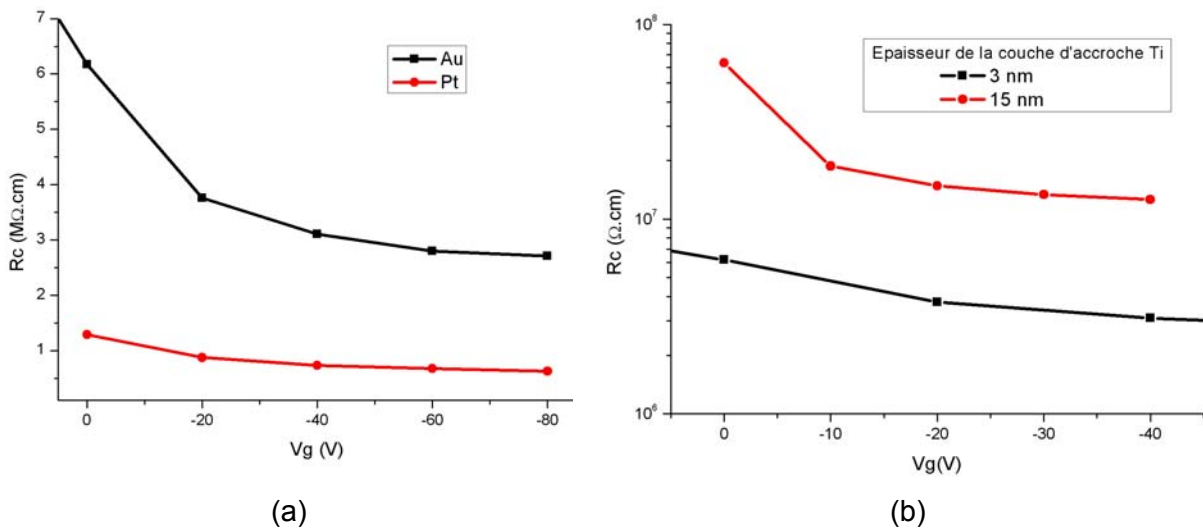 7
6
5
4
3
2
1
Rc (MΩ.cm)
Au
Pt
0 -20 -40 -60 -80
Vg (V)
(a)
10⁸
10⁷
10⁶
Rc (Ω.cm)
Epaisseur de la couche d'accroche Ti
3 nm
15 nm
0 -10 -20 -30 -40
Vg(V)
(b)